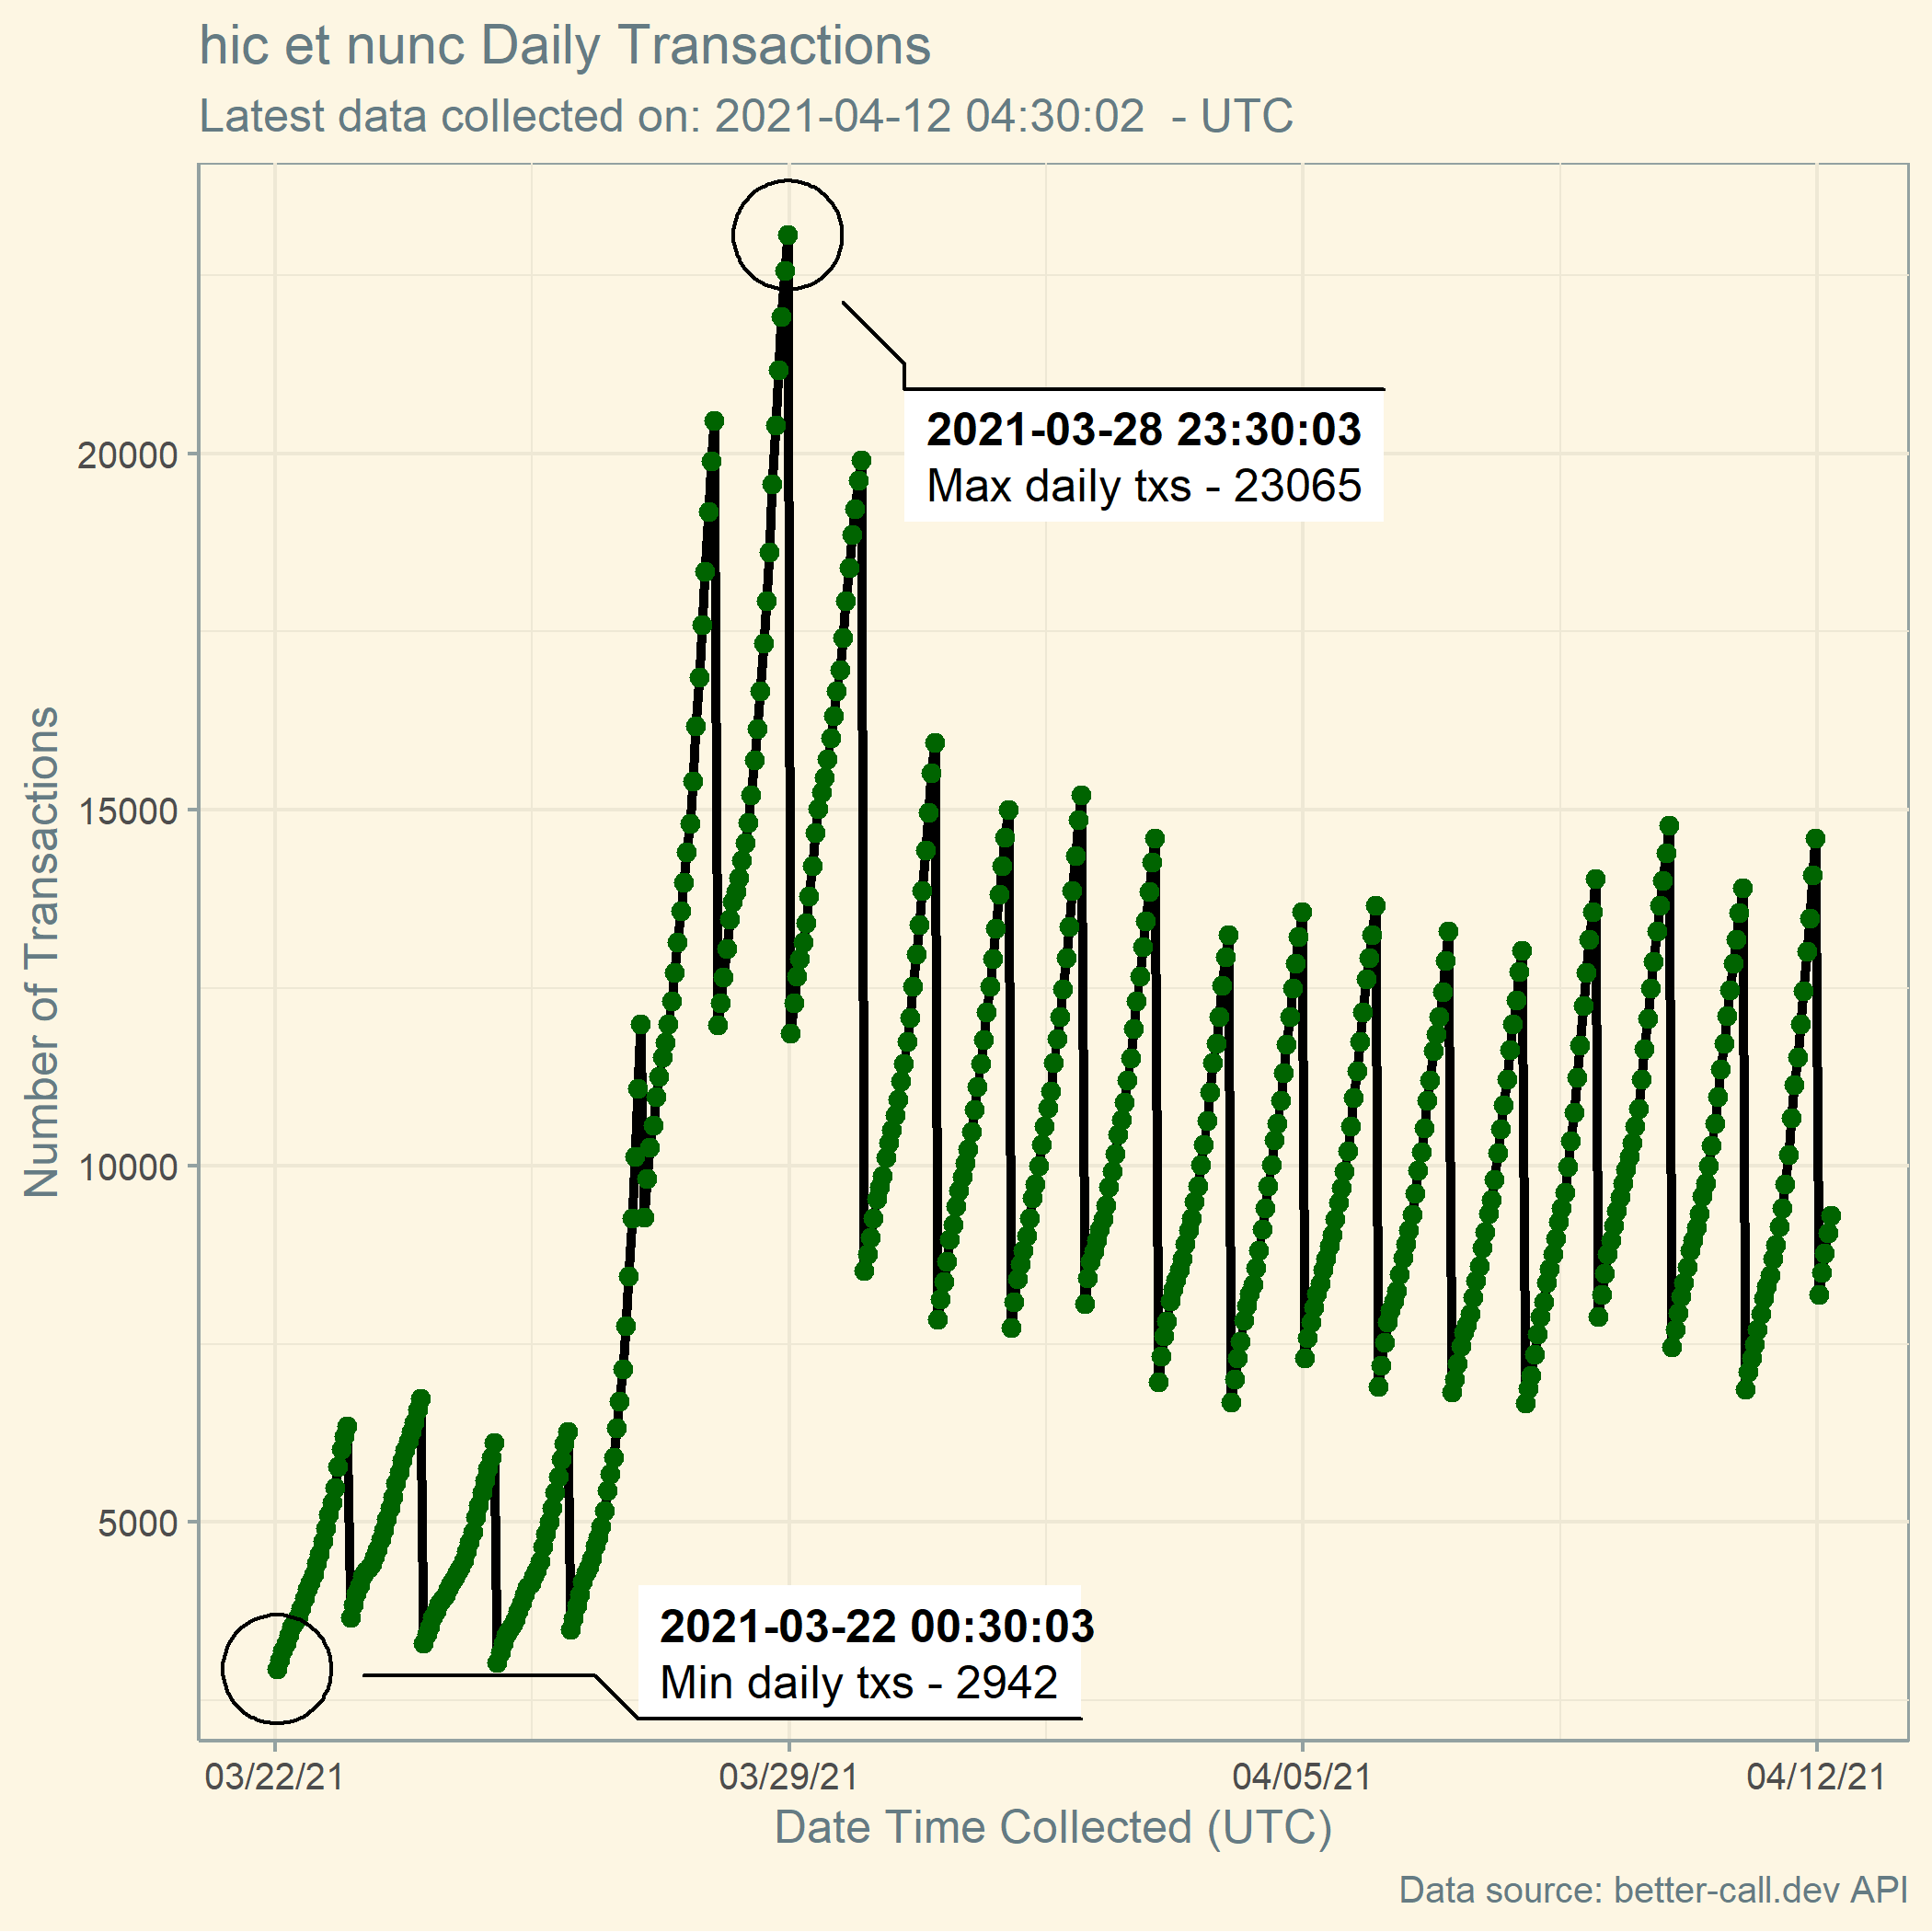 hic et nunc Daily Transactions
Latest data collected on: 2021-04-12 04:30:02  - UTC
2021-03-28 23:30:03
Max daily txs - 23065
20000
15000
10000
5000
Number of Transactions
2021-03-22 00:30:03
Min daily txs - 2942
03/22/21
03/29/21
04/05/21
04/12/21
Date Time Collected (UTC)
Data source: better-call.dev API